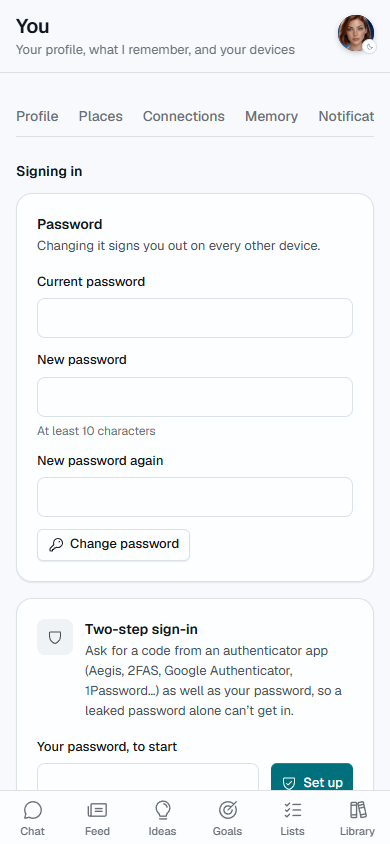 You
Your profile, what I remember, and your devices
Profile Places Connections Memory Notificat
Signing in
Password
Changing it signs you out on every other device.
Current password
New password
At least 10 characters
New password again
Change password
Two-step sign-in
Ask for a code from an authenticator app
(Aegis, 2FAS, Google Authenticator,
1Password…) as well as your password, so a
leaked password alone can’t get in.
Your password, to start
Set up
Chat Feed Ideas Goals Lists Library